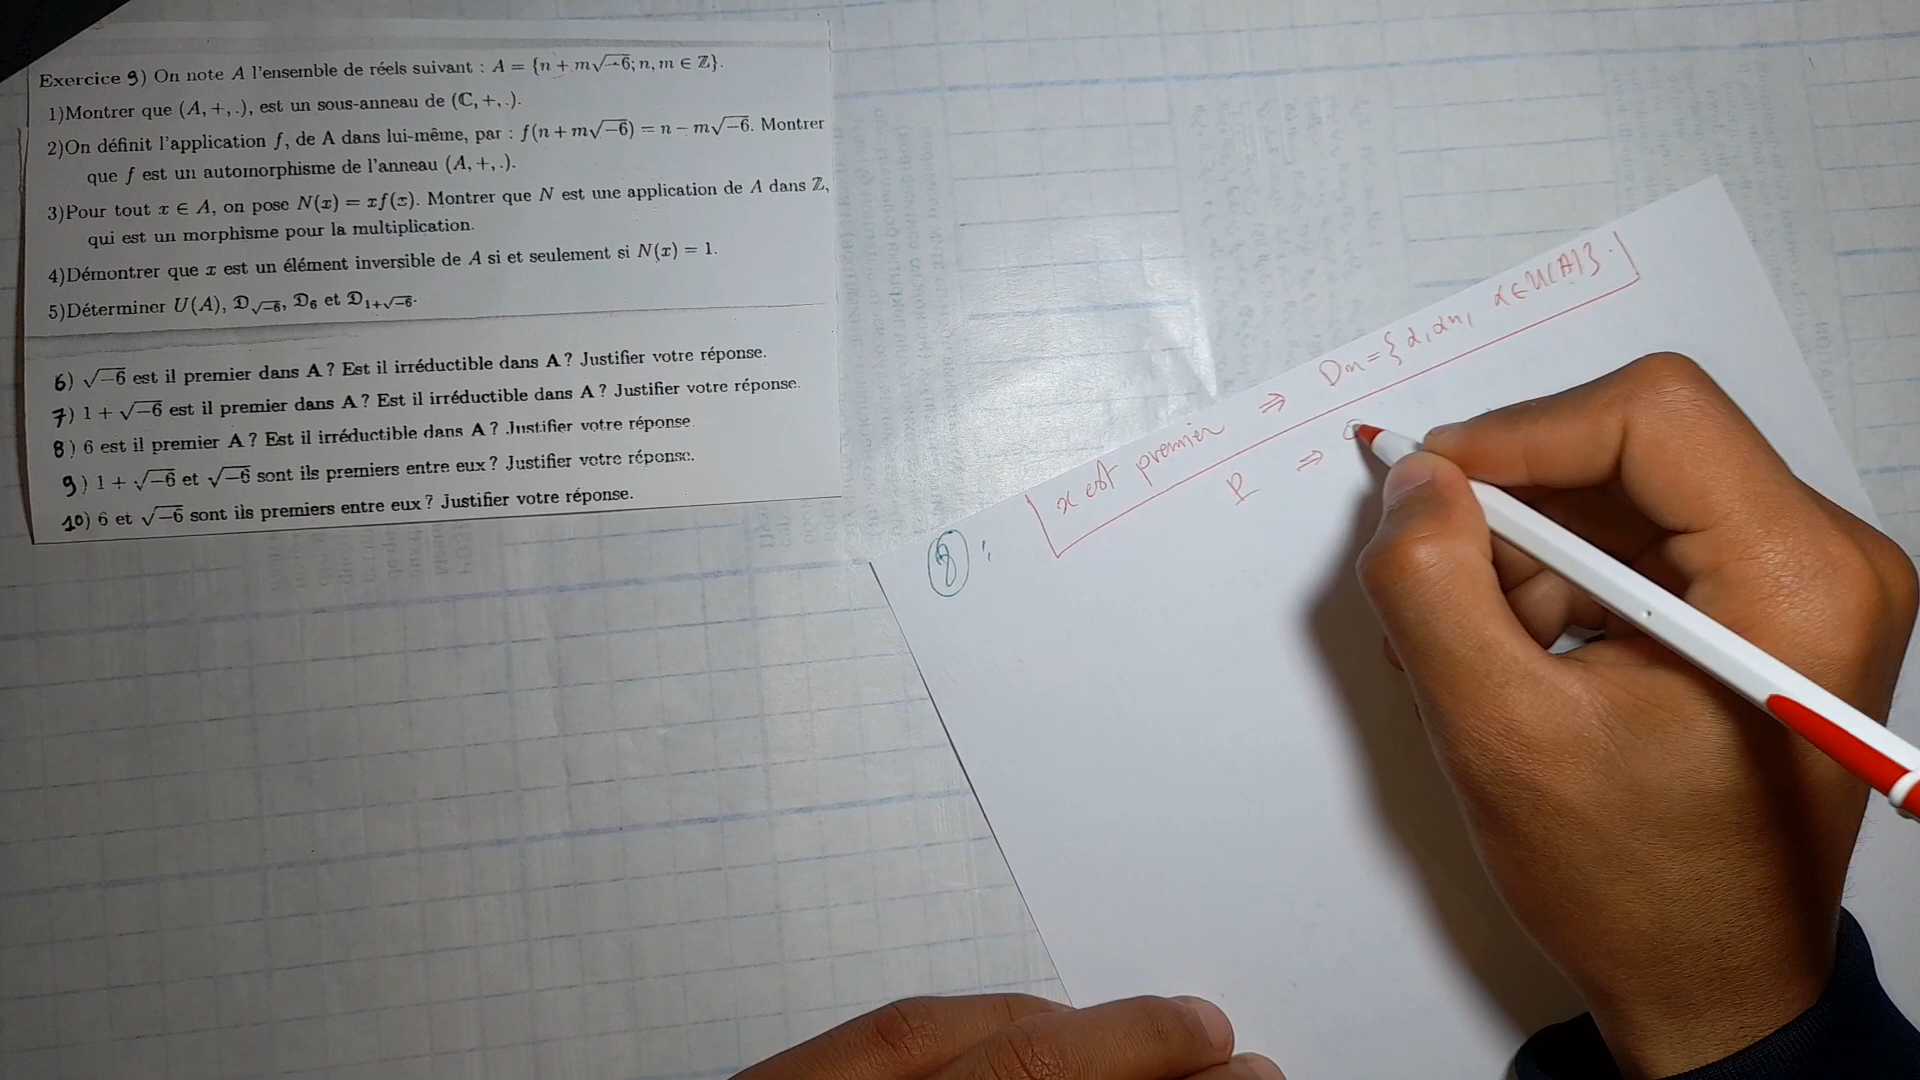 Exercice 9) On note A l'ensemble de réels suivant : A = {n + m√−6; n, m ∈ ℤ}.
1)Montrer que (A, +, .), est un sous-anneau de (ℂ, +, .).
2)On définit l'application f, de A dans lui-même, par : f(n + m√−6) = n − m√−6. Montrer
que f est un automorphisme de l'anneau (A, +, .).
3)Pour tout x ∈ A, on pose N(x) = xf(x). Montrer que N est une application de A dans ℤ,
qui est un morphisme pour la multiplication.
4)Démontrer que x est un élément inversible de A si et seulement si N(x) = 1.
5)Déterminer U(A), 𝔇√−6, 𝔇6 et 𝔇1+√−6.
6) √−6 est il premier dans A ? Est il irréductible dans A ? Justifier votre réponse.
7) 1 + √−6 est il premier dans A ? Est il irréductible dans A ? Justifier votre réponse.
8) 6 est il premier A ? Est il irréductible dans A ? Justifier votre réponse.
9) 1 + √−6 et √−6 sont ils premiers entre eux ? Justifier votre réponse.
10) 6 et √−6 sont ils premiers entre eux ? Justifier votre réponse.
8 :
x est premier ⇒ Dx = { α, αx, α ∈ U(A)}.
P ⇒